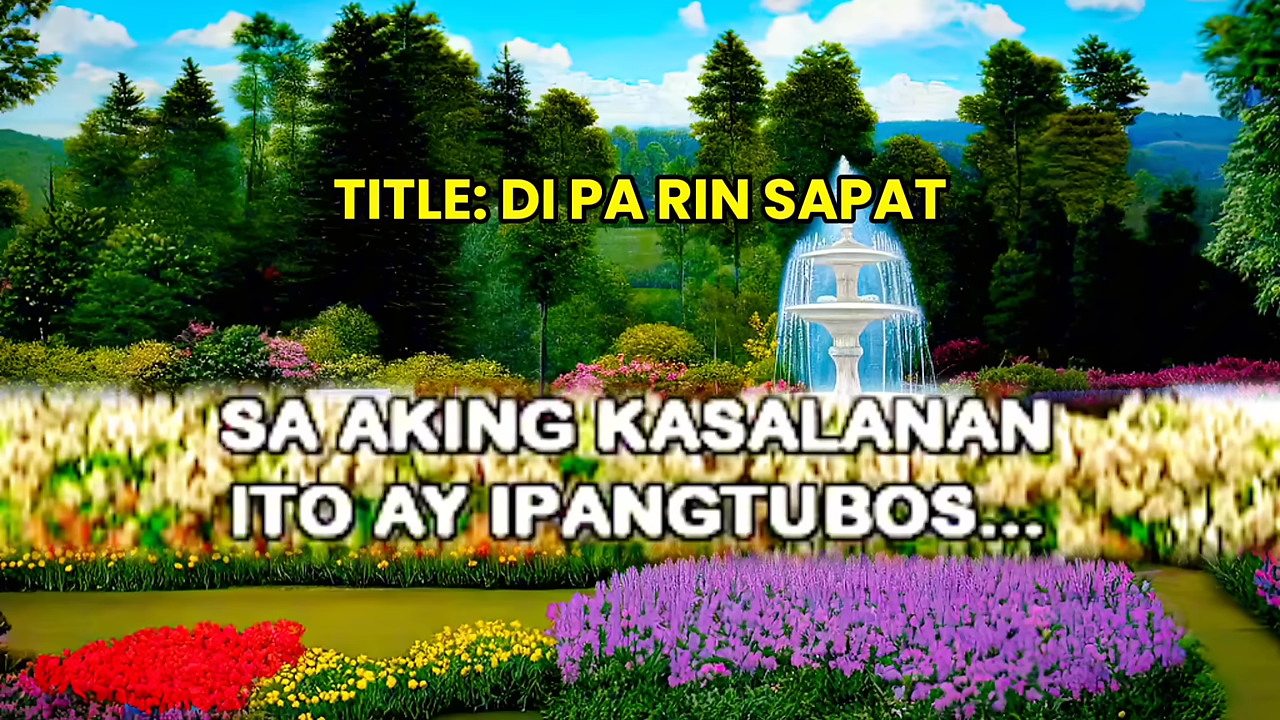 TITLE: DI PA RIN SAPAT
SA AKING KASALANAN
ITO AY IPANGTUBOS...